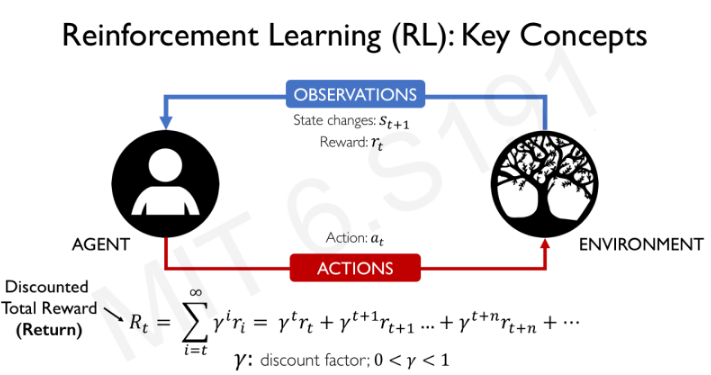 Reinforcement Learning (RL): Key Concepts
OBSERVATIONS
State changes: s_{t+1}
Reward: r_t
AGENT
ENVIRONMENT
Action: a_t
ACTIONS
Discounted
Total Reward
(Return)
R_t = \sum_{i=t}^{∞} γ^i r_i = γ^t r_t + γ^{t+1} r_{t+1} ... + γ^{t+n} r_{t+n} + ⋯
γ: discount factor; 0 < γ < 1
MIT 6.S191